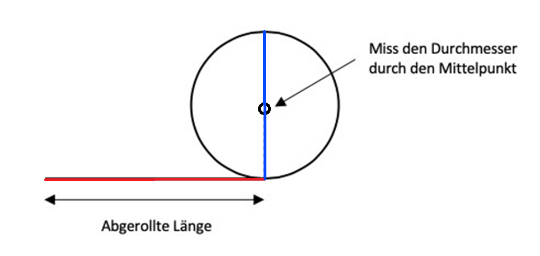 Miss den Durchmesser
durch den Mittelpunkt
Abgerollte Länge